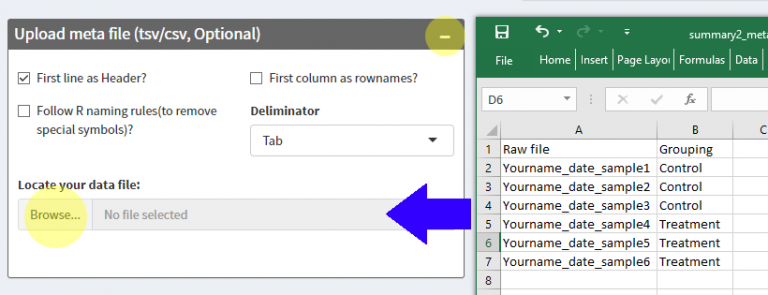 Upload meta file (tsv/csv, Optional)
First line as Header?
First column as rownames?
Follow R naming rules(to remove
special symbols)?
Deliminator
Tab
Locate your data file:
Browse... No file selected
summary2_meta
File Home Insert Page Layou Formulas Data
D6 fx
A B C
1 Raw file Grouping
2 Yourname_date_sample1 Control
3 Yourname_date_sample2 Control
4 Yourname_date_sample3 Control
5 Yourname_date_sample4 Treatment
6 Yourname_date_sample5 Treatment
7 Yourname_date_sample6 Treatment
8